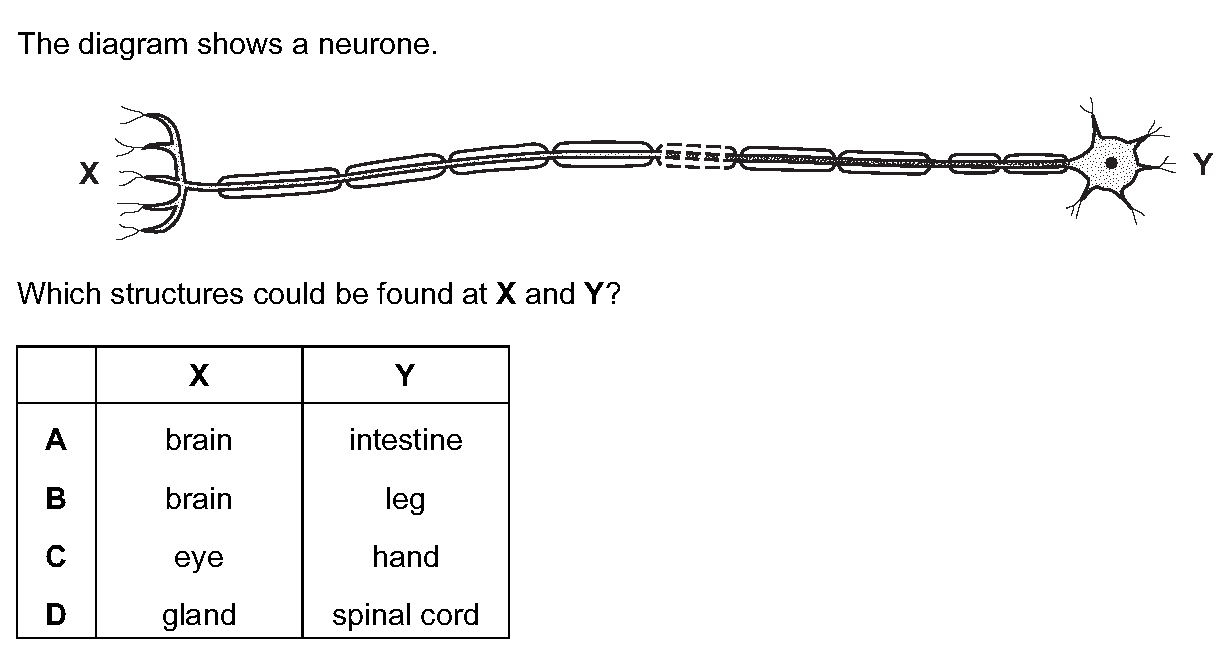 The diagram shows a neurone.
X
Y
Which structures could be found at X and Y?
X Y
A brain intestine
B brain leg
C eye hand
D gland spinal cord